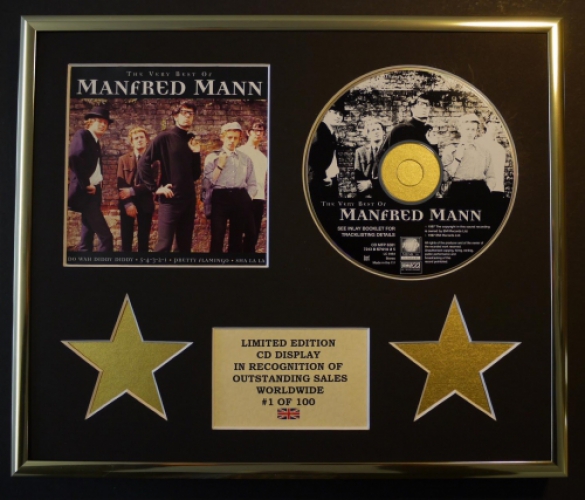 The Very Best Of
MANFRED MANN
DO WAH DIDDY DIDDY • 5-4-3-2-1 • PRETTY FLAMINGO • SHA LA LA
The Very Best Of
MANFRED MANN
SEE INLAY BOOKLET FOR
TRACKLISTING DETAILS
LIMITED EDITION
CD DISPLAY
IN RECOGNITION OF
OUTSTANDING SALES
WORLDWIDE
#1 OF 100